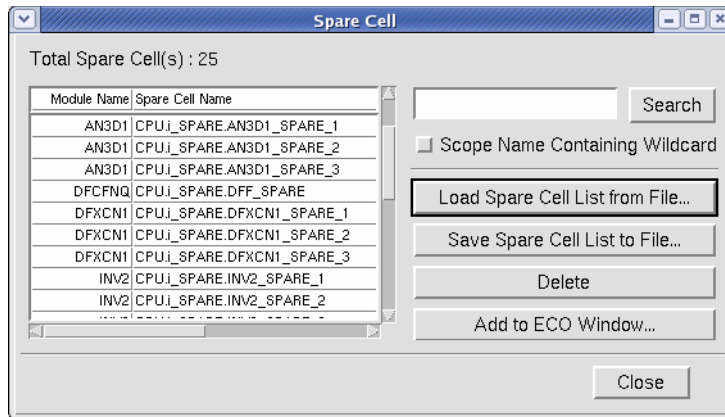 Spare Cell
Total Spare Cell(s) : 25
Module Name Spare Cell Name
AN3D1 CPU.i_SPARE.AN3D1_SPARE_1
AN3D1 CPU.i_SPARE.AN3D1_SPARE_2
AN3D1 CPU.i_SPARE.AN3D1_SPARE_3
DFCFNQ CPU.i_SPARE.DFF_SPARE
DFXCN1 CPU.i_SPARE.DFXCN1_SPARE_1
DFXCN1 CPU.i_SPARE.DFXCN1_SPARE_2
DFXCN1 CPU.i_SPARE.DFXCN1_SPARE_3
INV2 CPU.i_SPARE.INV2_SPARE_1
INV2 CPU.i_SPARE.INV2_SPARE_2
Search
Scope Name Containing Wildcard
Load Spare Cell List from File...
Save Spare Cell List to File...
Delete
Add to ECO Window...
Close